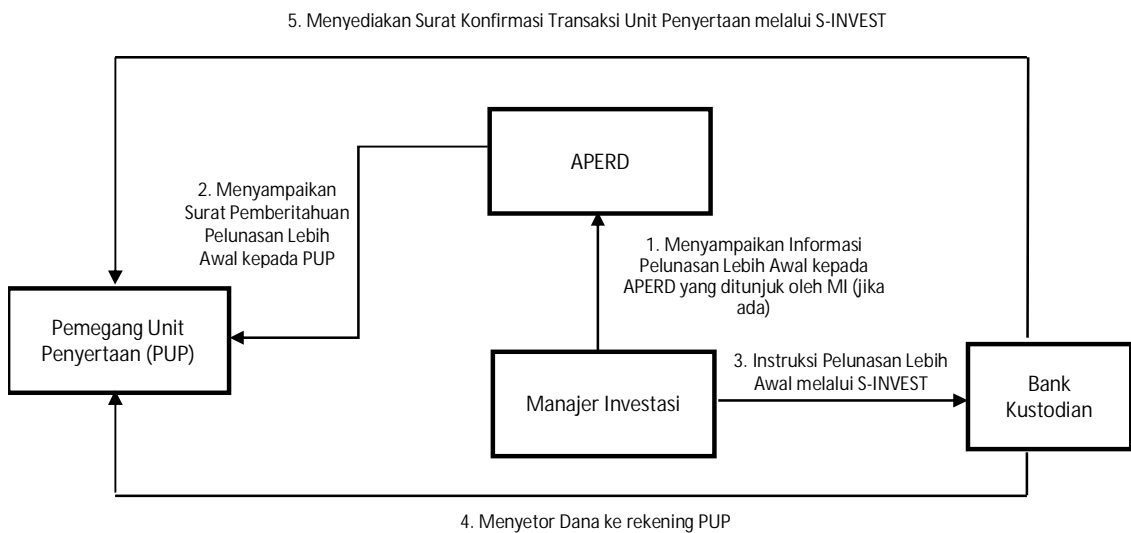 5. Menyediakan Surat Konfirmasi Transaksi Unit Penyertaan melalui S-INVEST
APERD
2. Menyampaikan
Surat Pemberitahuan
Pelunasan Lebih
Awal kepada PUP
1. Menyampaikan Informasi
Pelunasan Lebih Awal kepada
APERD yang ditunjuk oleh MI (jika
ada)
Pemegang Unit
Penyertaan (PUP)
Manajer Investasi
3. Instruksi Pelunasan Lebih
Awal melalui S-INVEST
Bank
Kustodian
4. Menyetor Dana ke rekening PUP